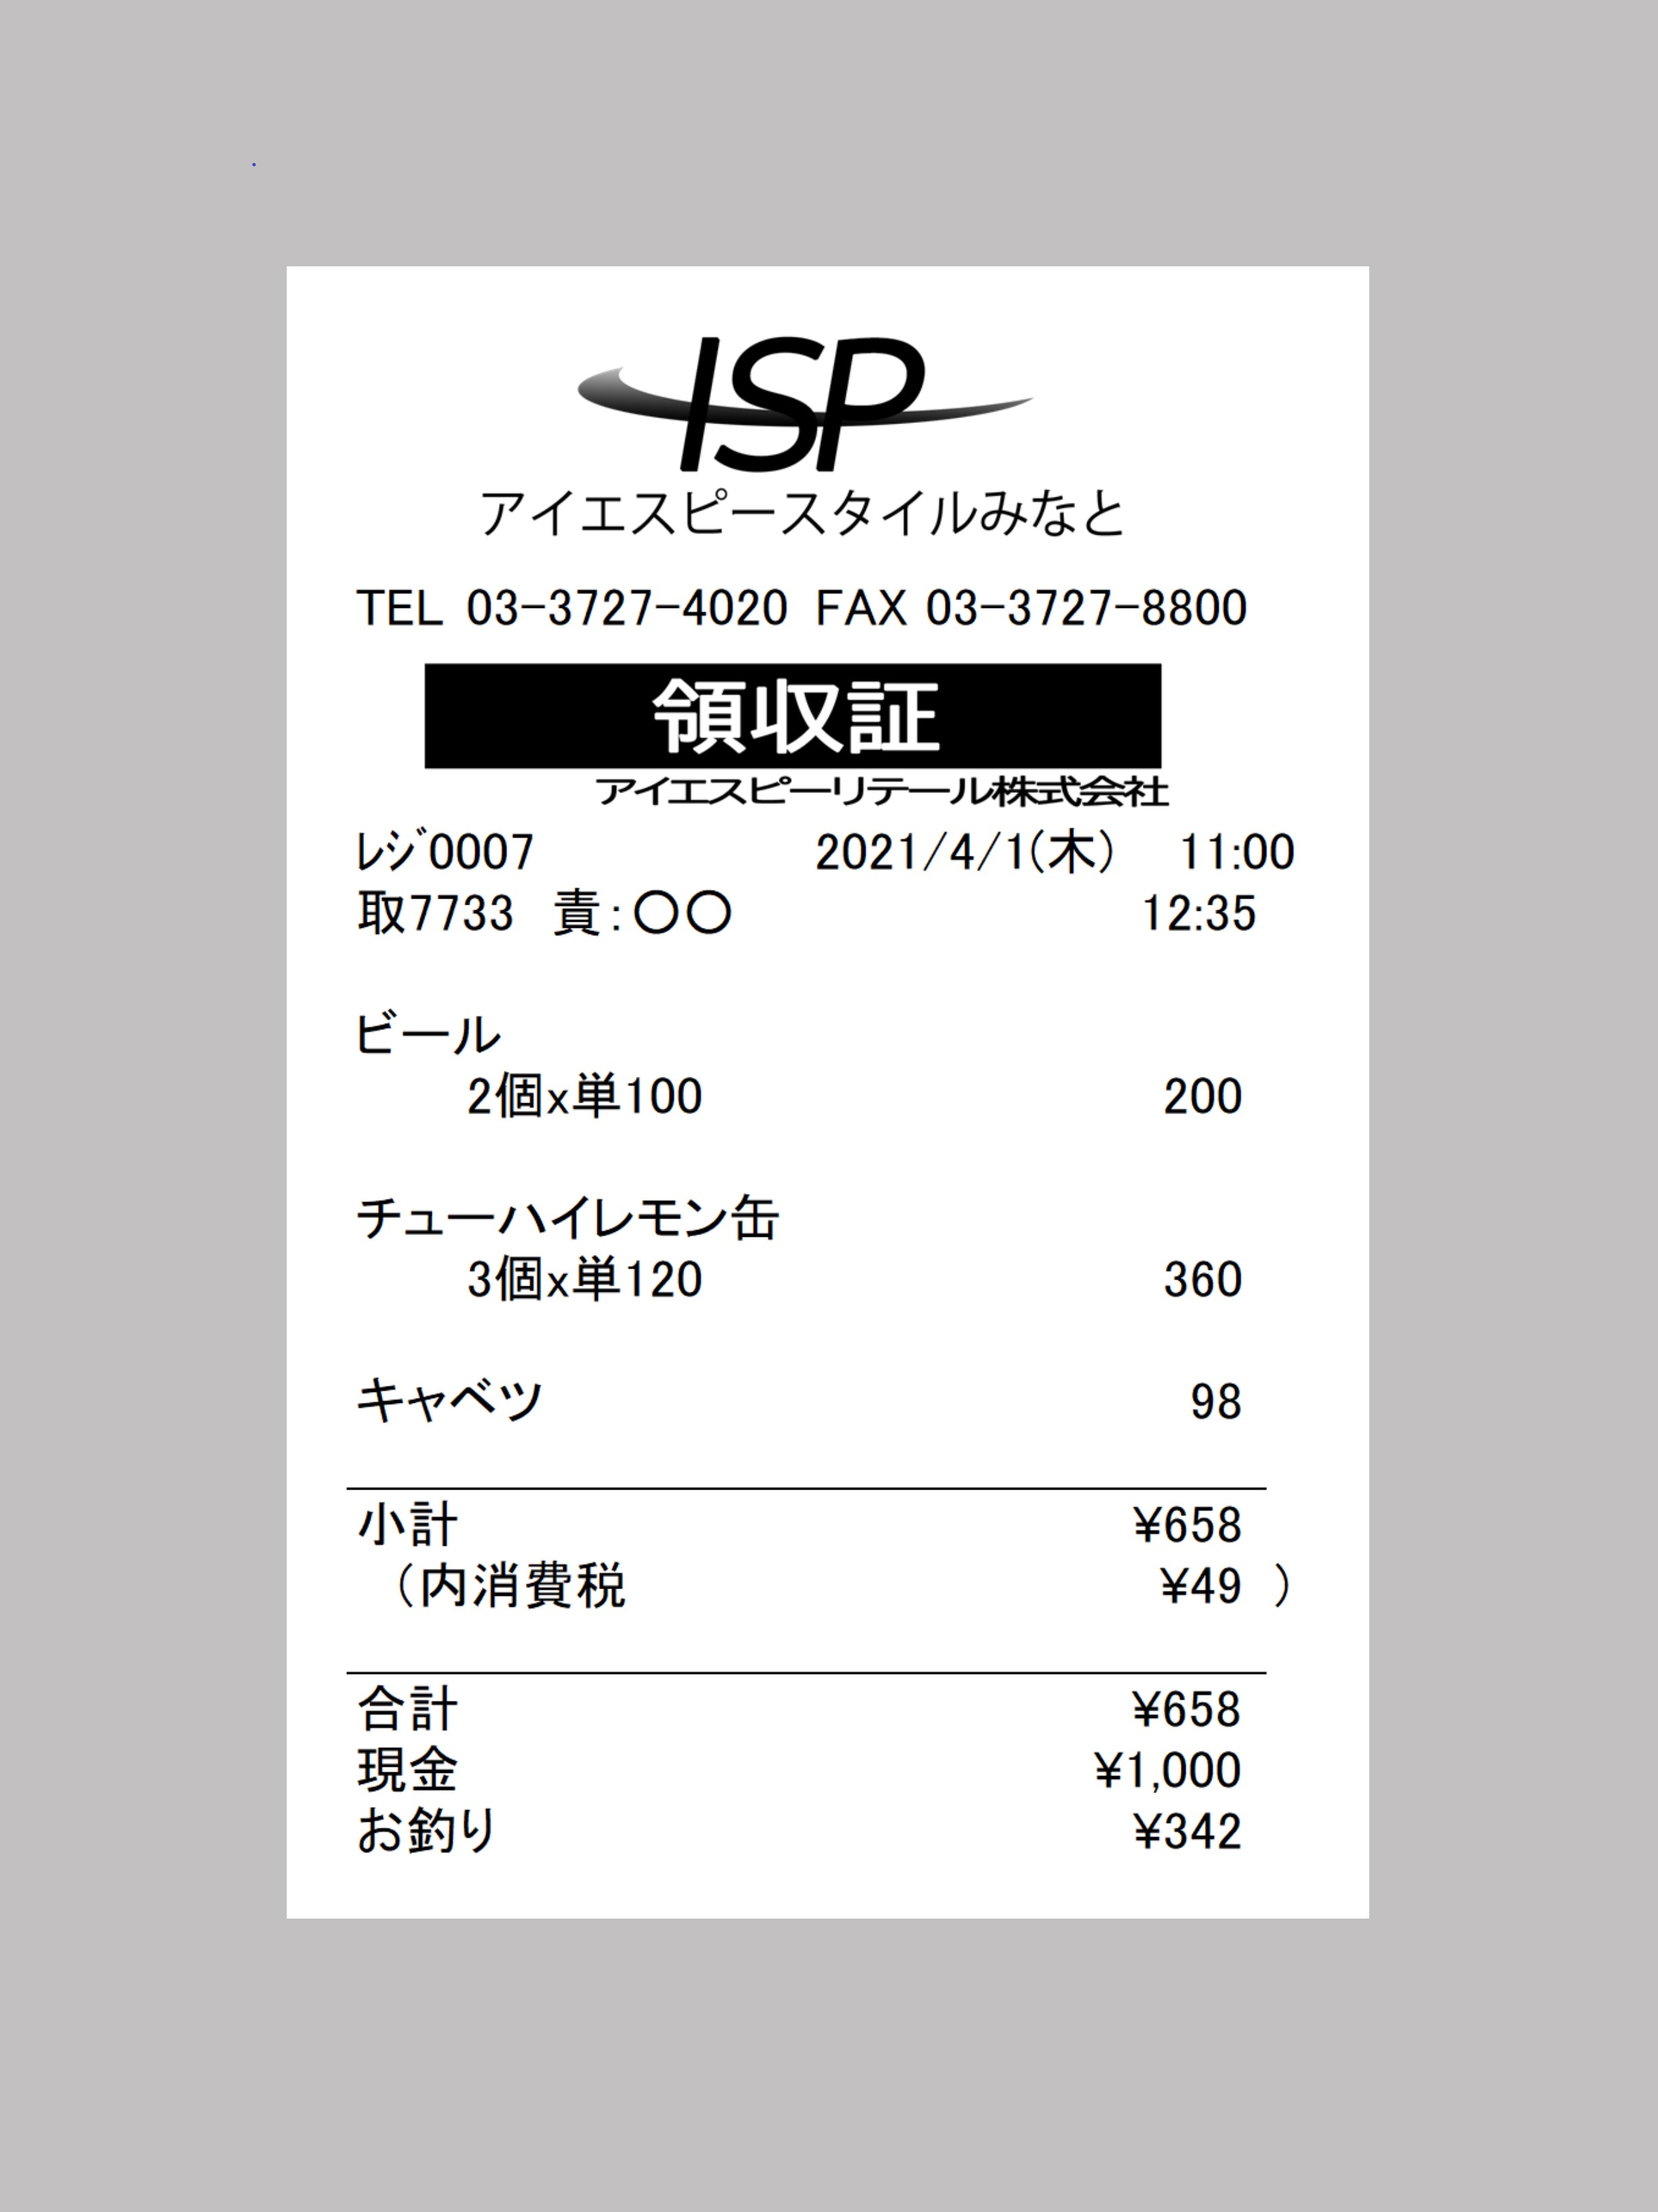 ISP
アイエスピースタイルみなと
TEL 03-3727-4020 FAX 03-3727-8800
領収証
アイエスピーリテール株式会社
ﾚｼﾞ0007 2021/4/1(木) 11:00
取7733 責:〇〇 12:35
ビール
2個x単100 200
チューハイレモン缶
3個x単120 360
キャベツ 98
小計 ¥658
(内消費税 ¥49 )
合計 ¥658
現金 ¥1,000
お釣り ¥342